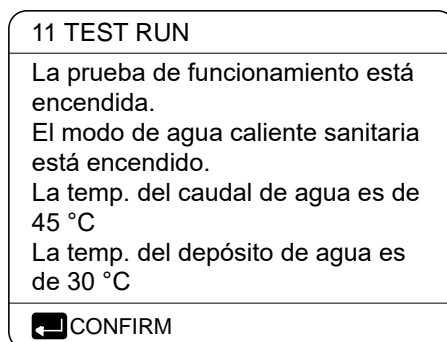 11 TEST RUN
La prueba de funcionamiento está
encendida.
El modo de agua caliente sanitaria
está encendido.
La temp. del caudal de agua es de
45 °C
La temp. del depósito de agua es
de 30 °C
CONFIRM